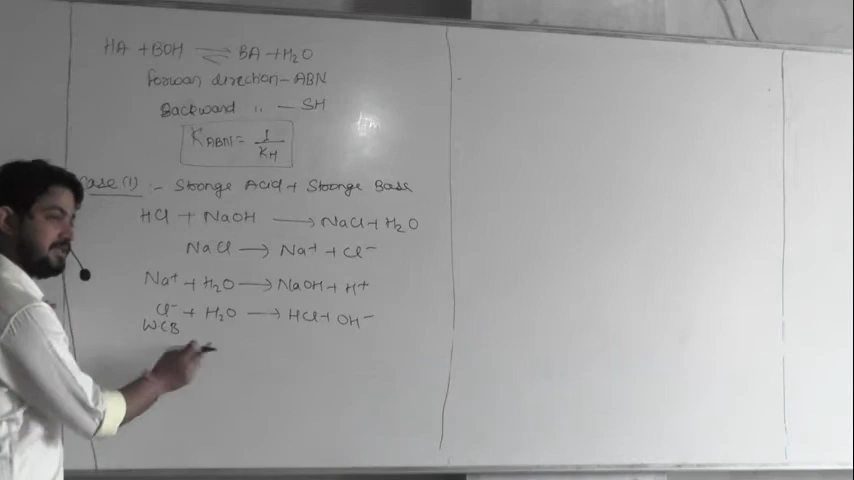 HA + BOH ⇌ BA + H₂O
Forwan direction - ABN
Backward " - SH
K_ABN = 1/K_H
Case (1) :- Stronge Acid + Stronge Base
HCl + NaOH ⟶ NaCl + H₂O
NaCl ⟶ Na⁺ + Cl⁻
Na⁺ + H₂O ⟶ NaOH + H⁺
Cl⁻ + H₂O ⟶ HCl + OH⁻
WCB